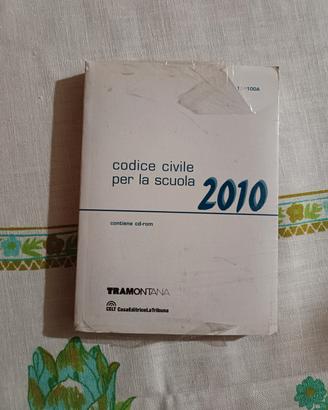 codice civile
per la scuola 2010
contiene cd-rom
TRAMONTANA
CELT CasaEditriceLaTribuna